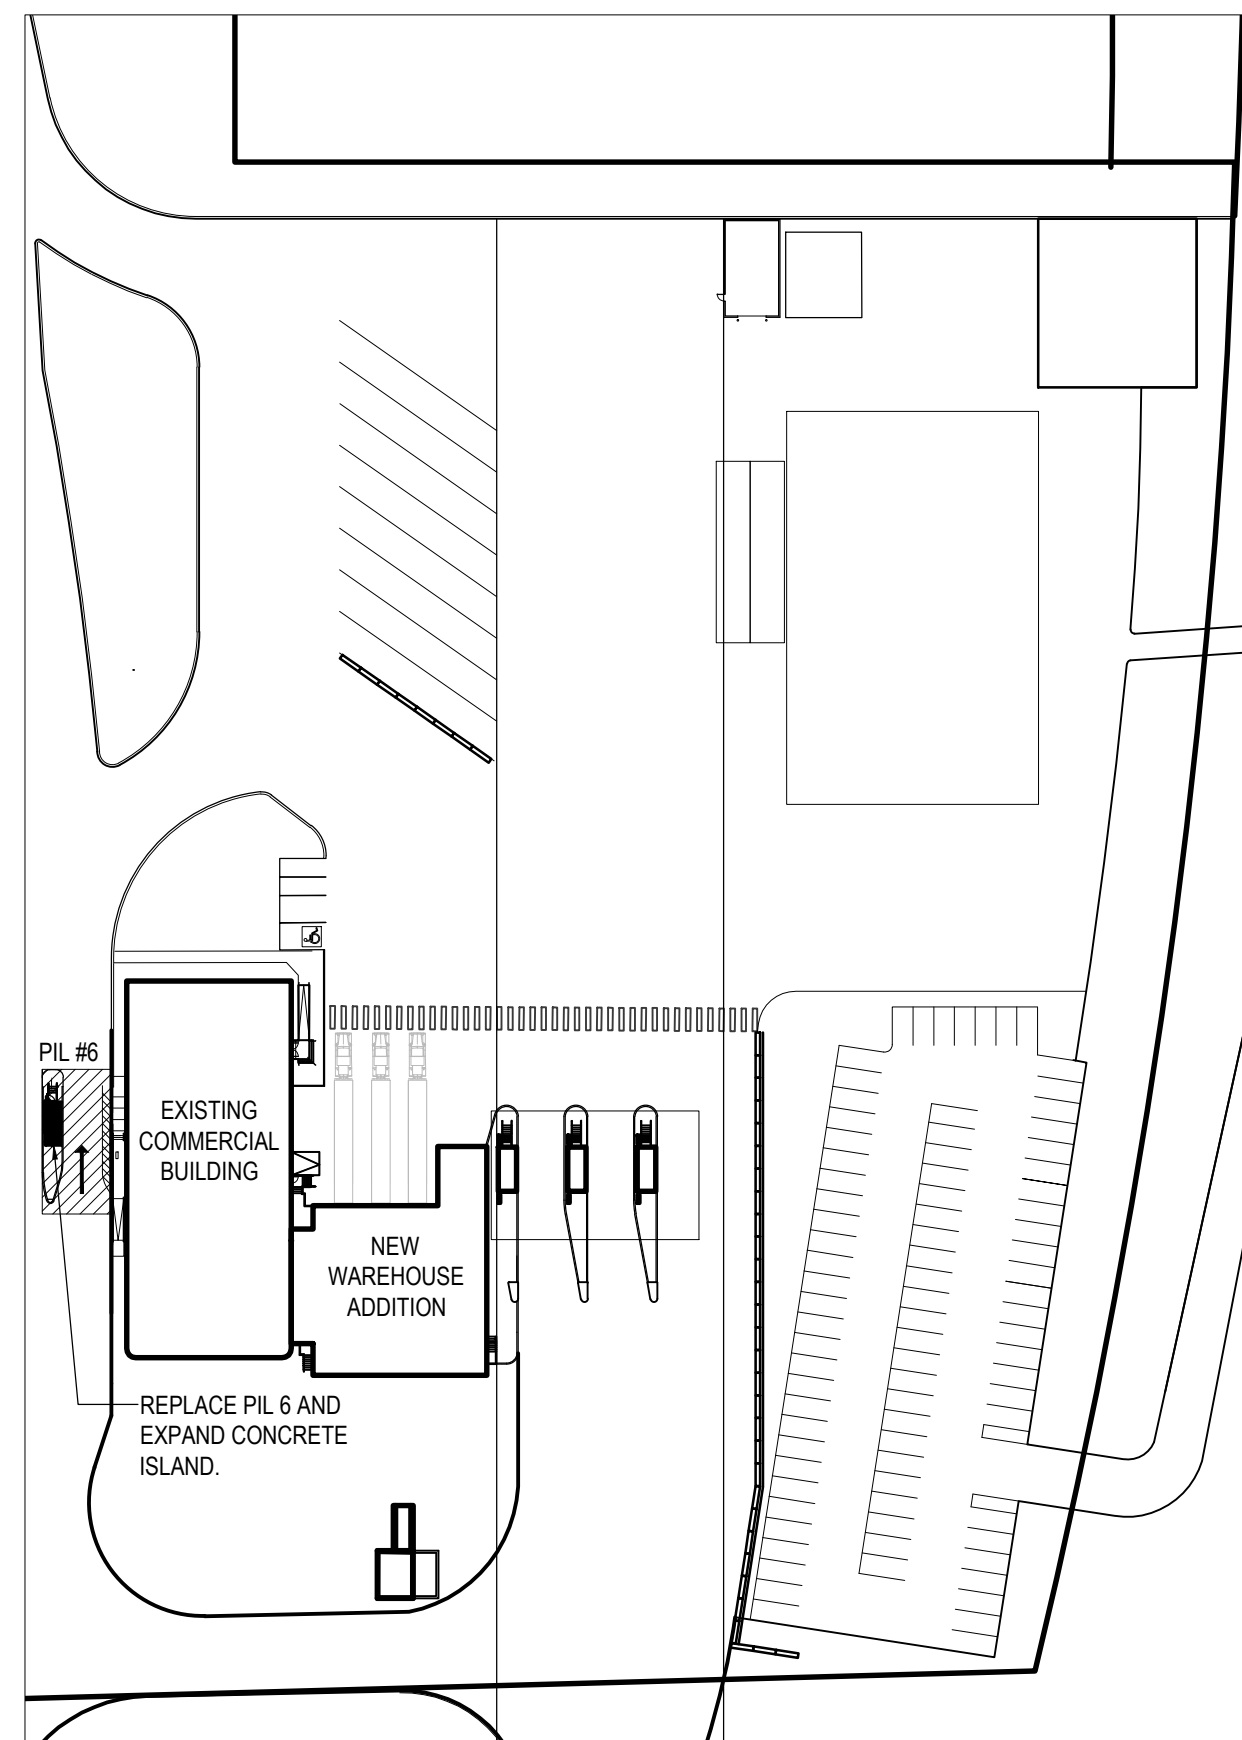 PIL #6
EXISTING
COMMERCIAL
BUILDING
NEW
WAREHOUSE
ADDITION
REPLACE PIL 6 AND
EXPAND CONCRETE
ISLAND.